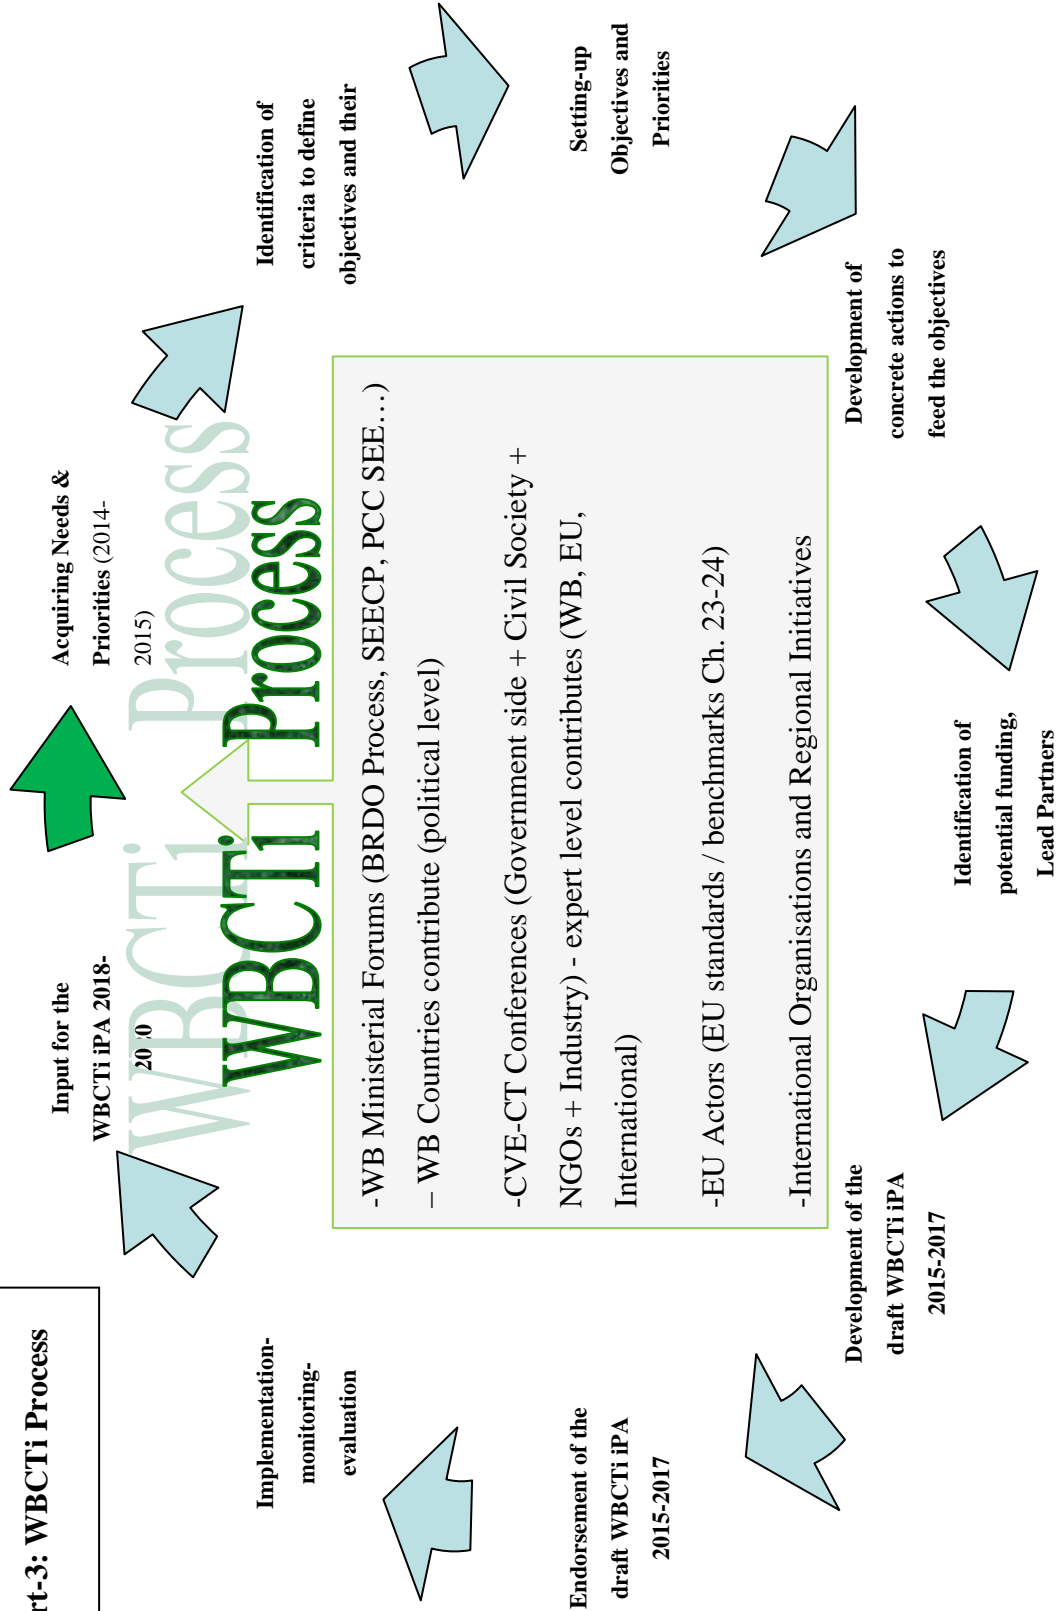 rt-3: WBCTi Process
Input for the
WBCTi iPA 2018-
Acquiring Needs &
Priorities (2014-
2015)
Identification of
criteria to define
objectives and their
Setting-up
Objectives and
Priorities
Development of
concrete actions to
feed the objectives
Identification of
potential funding,
Lead Partners
Development of the
draft WBCTi iPA
2015-2017
Endorsement of the
draft WBCTi iPA
2015-2017
Implementation-
monitoring-
evaluation
WBCTi Process
-WB Ministerial Forums (BRDO Process, SEECP, PCC SEE…)
– WB Countries contribute (political level)
-CVE-CT Conferences (Government side + Civil Society +
NGOs + Industry) - expert level contributes (WB, EU,
International)
-EU Actors (EU standards / benchmarks Ch. 23-24)
-International Organisations and Regional Initiatives